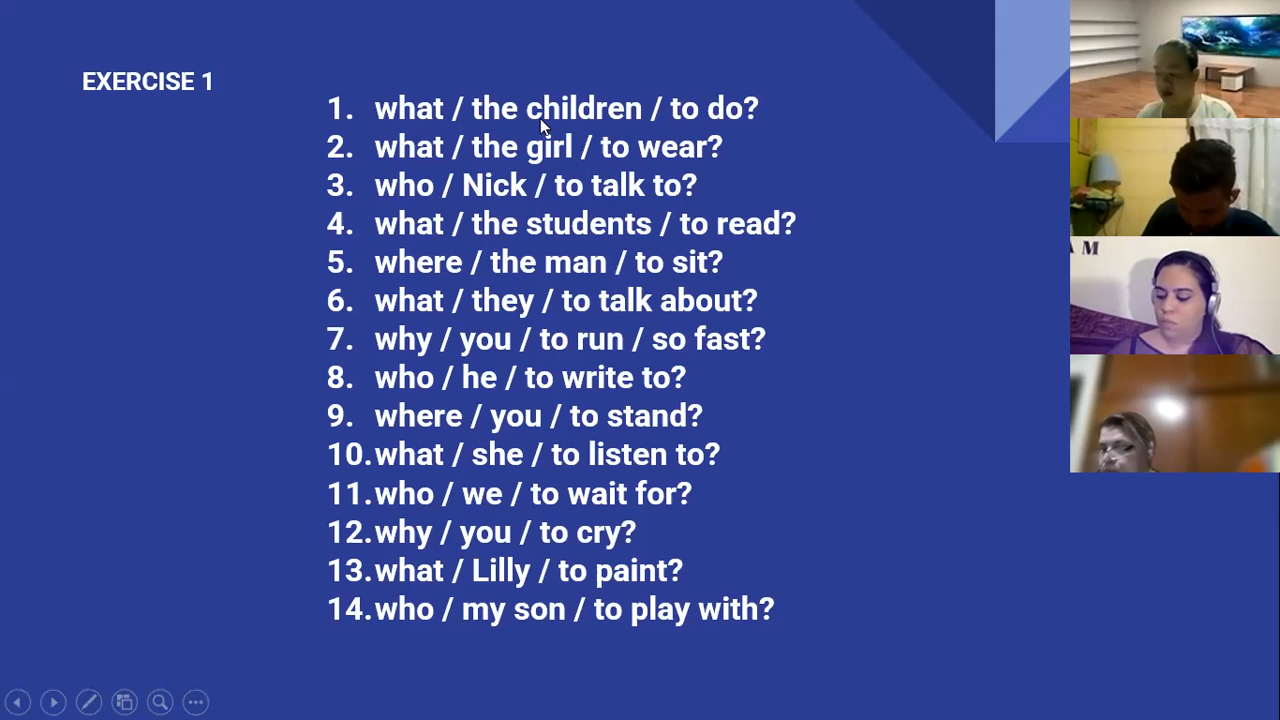 EXERCISE 1
1. what / the children / to do?
2. what / the girl / to wear?
3. who / Nick / to talk to?
4. what / the students / to read?
5. where / the man / to sit?
6. what / they / to talk about?
7. why / you / to run / so fast?
8. who / he / to write to?
9. where / you / to stand?
10. what / she / to listen to?
11. who / we / to wait for?
12. why / you / to cry?
13. what / Lilly / to paint?
14. who / my son / to play with?